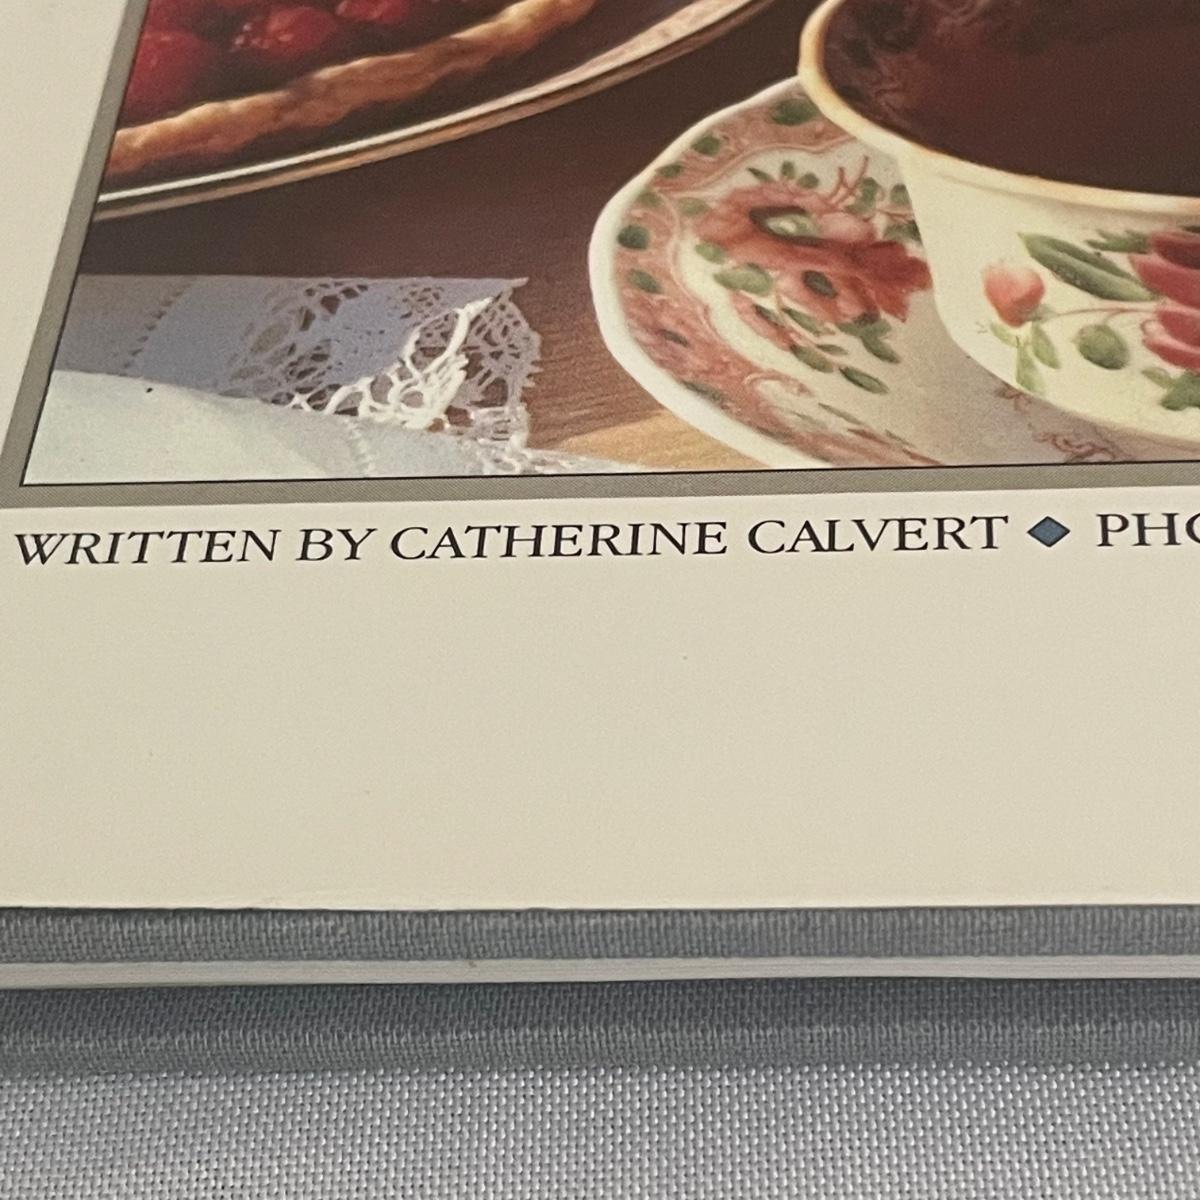 WRITTEN BY CATHERINE CALVERT ◆ PHO